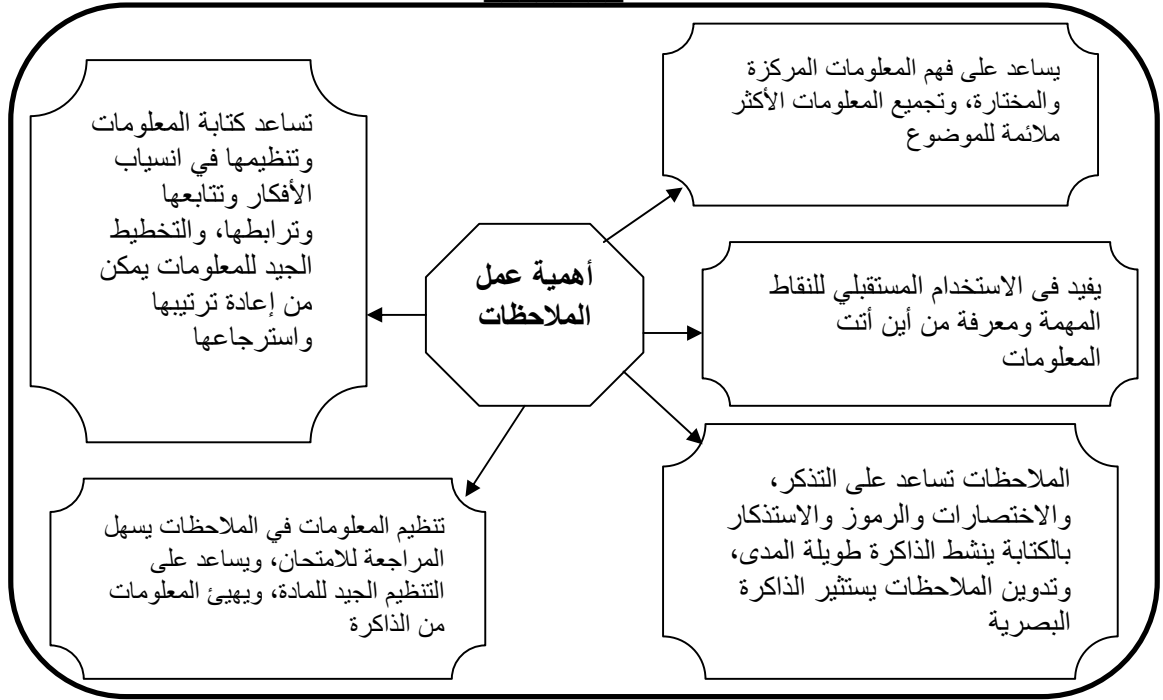 يساعد على فهم المعلومات المركزة
والمختارة، وتجميع المعلومات الأكثر
ملائمة للموضوع
تساعد كتابة المعلومات
وتنظيمها في انسياب
الأفكار وتتابعها
وترابطها، والتخطيط
الجيد للمعلومات يمكن
من إعادة ترتيبها
واسترجاعها
أهمية عمل
الملاحظات
يفيد فى الاستخدام المستقبلي للنقاط
المهمة ومعرفة من أين أتت
المعلومات
الملاحظات تساعد على التذكر،
والاختصارات والرموز والاستذكار
بالكتابة ينشط الذاكرة طويلة المدى،
وتدوين الملاحظات يستثير الذاكرة
البصرية
تنظيم المعلومات في الملاحظات يسهل
المراجعة للامتحان، ويساعد على
التنظيم الجيد للمادة، ويهيئ المعلومات
من الذاكرة